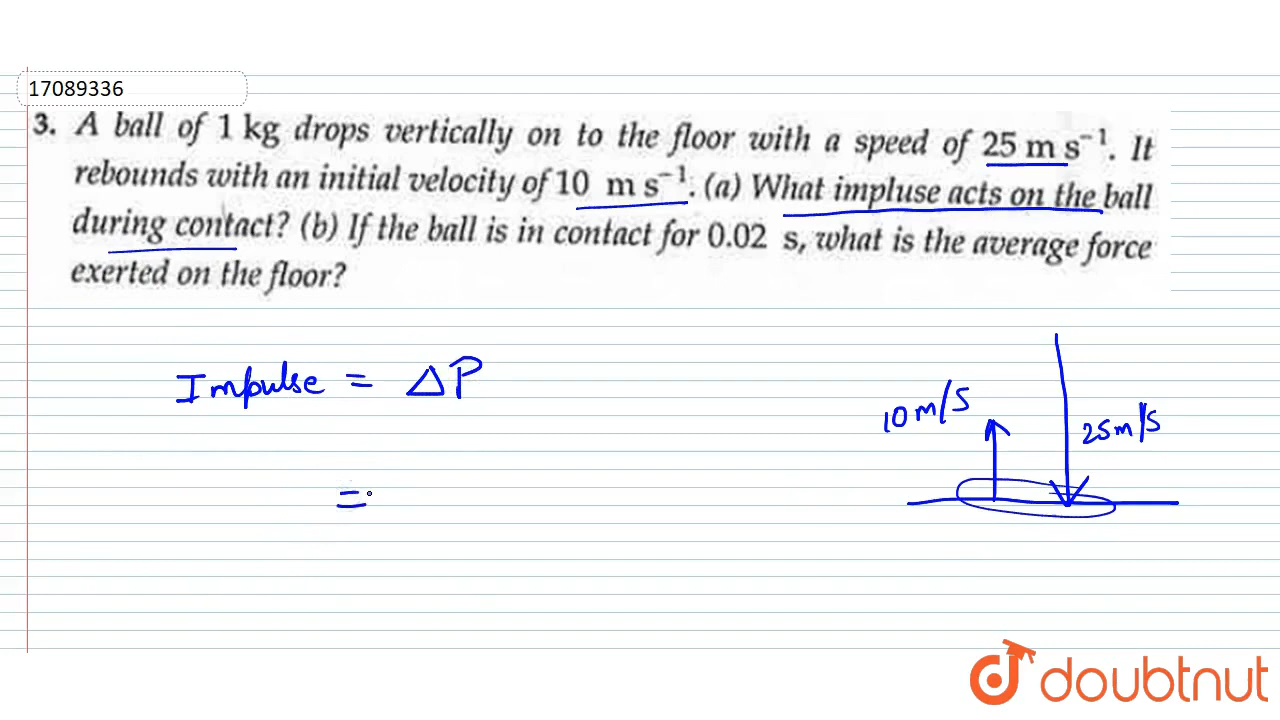 17089336
3. A ball of 1 kg drops vertically on to the floor with a speed of 25 m s⁻¹. It
rebounds with an initial velocity of 10 m s⁻¹. (a) What impluse acts on the ball
during contact? (b) If the ball is in contact for 0.02 s, what is the average force
exerted on the floor?
Impulse = ΔP
=
10 m/s
25 m/s
doubtnut